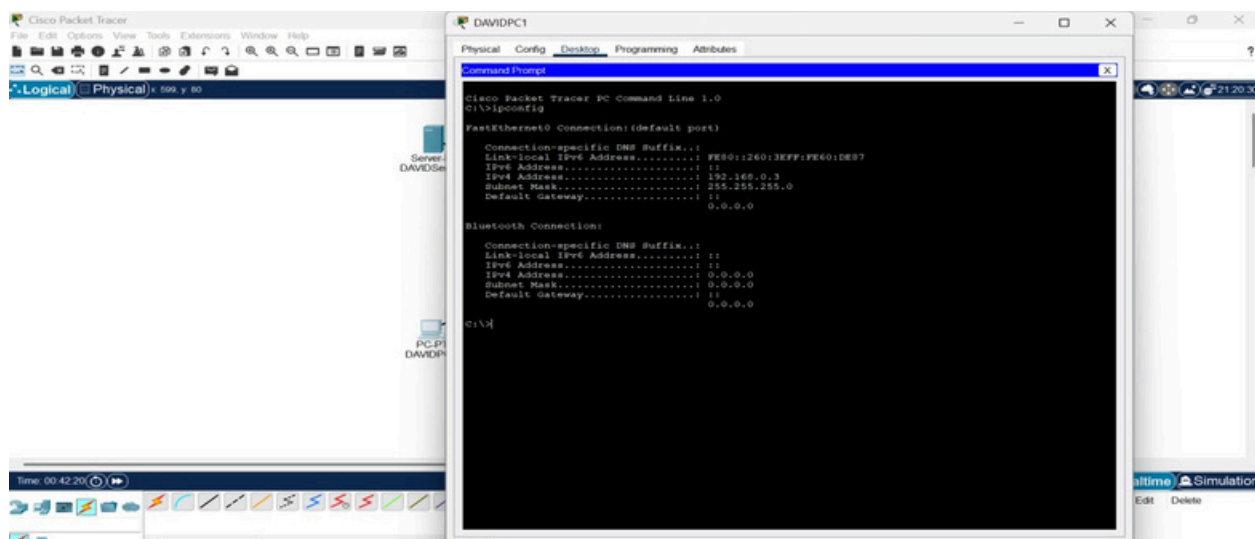 Cisco Packet Tracer
File Edit Options View Tools Extensions Window Help
Logical Physical x: 599, y: 60
21:20:30
Server-
DAVIDSe
PC-PT
DAVIDP
Time: 00:42:20
Realtime Simulation
Edit Delete
DAVIDPC1
Physical Config Desktop Programming Attributes
Command Prompt X
Cisco Packet Tracer PC Command Line 1.0
C:\>ipconfig
FastEthernet0 Connection:(default port)
Connection-specific DNS Suffix..:
Link-local IPv6 Address.........: FE80::260:3EFF:FE60:DE87
IPv6 Address....................: ::
IPv4 Address....................: 192.168.0.3
Subnet Mask.....................: 255.255.255.0
Default Gateway.................: ::
0.0.0.0
Bluetooth Connection:
Connection-specific DNS Suffix..:
Link-local IPv6 Address.........: ::
IPv6 Address....................: ::
IPv4 Address....................: 0.0.0.0
Subnet Mask.....................: 0.0.0.0
Default Gateway.................: ::
0.0.0.0
C:\>